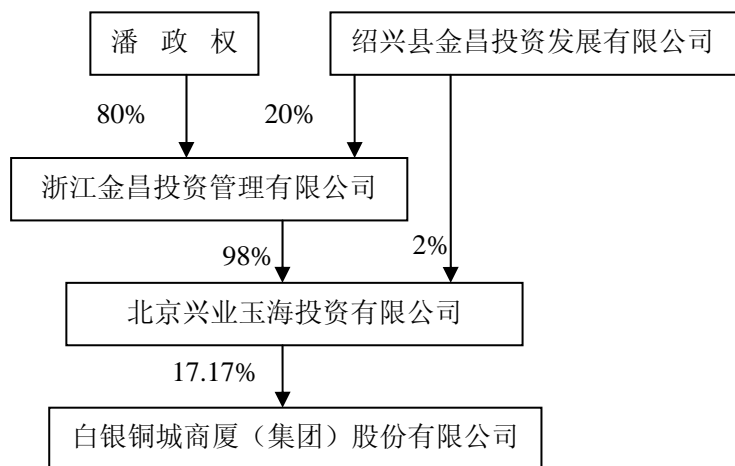 潘 政 权
绍兴县金昌投资发展有限公司
80%
20%
浙江金昌投资管理有限公司
98%
2%
北京兴业玉海投资有限公司
17.17%
白银铜城商厦（集团）股份有限公司